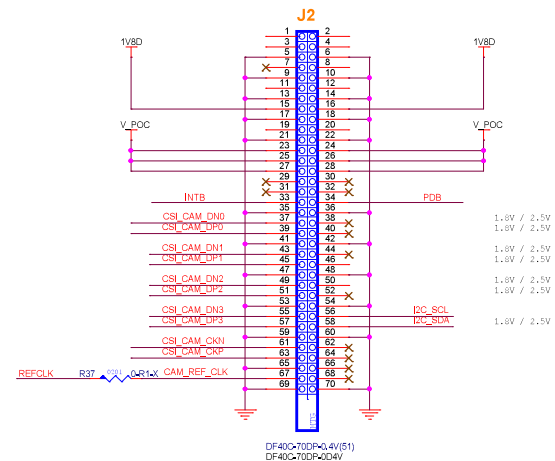 J2
1 2
3 4
1V8D 5 6 1V8D
7 8
9 10
11 12
13 14
15 16
17 18
V_POC 19 20 V_POC
21 22
23 24
25 26
27 28
29 30
31 32
INTB 33 34 PDB
35 36
CSI_CAM_DN0 37 38 1.8V / 2.5V
CSI_CAM_DP0 39 40 1.8V / 2.5V
41 42
CSI_CAM_DN1 43 44 1.8V / 2.5V
CSI_CAM_DP1 45 46 1.8V / 2.5V
47 48
CSI_CAM_DN2 49 50 1.8V / 2.5V
CSI_CAM_DP2 51 52 1.8V / 2.5V
53 54
CSI_CAM_DN3 55 56 I2C_SCL
CSI_CAM_DP3 57 58 I2C_SDA 1.8V / 2.5V
59 60
CSI_CAM_CKN 61 62
CSI_CAM_CKP 63 64
65 66
REFCLK R37 0201 0-R1-X CAM_REF_CLK 67 68
69 70
MTG
DF40C-70DP-0.4V(51)
DF40C-70DP-0D4V